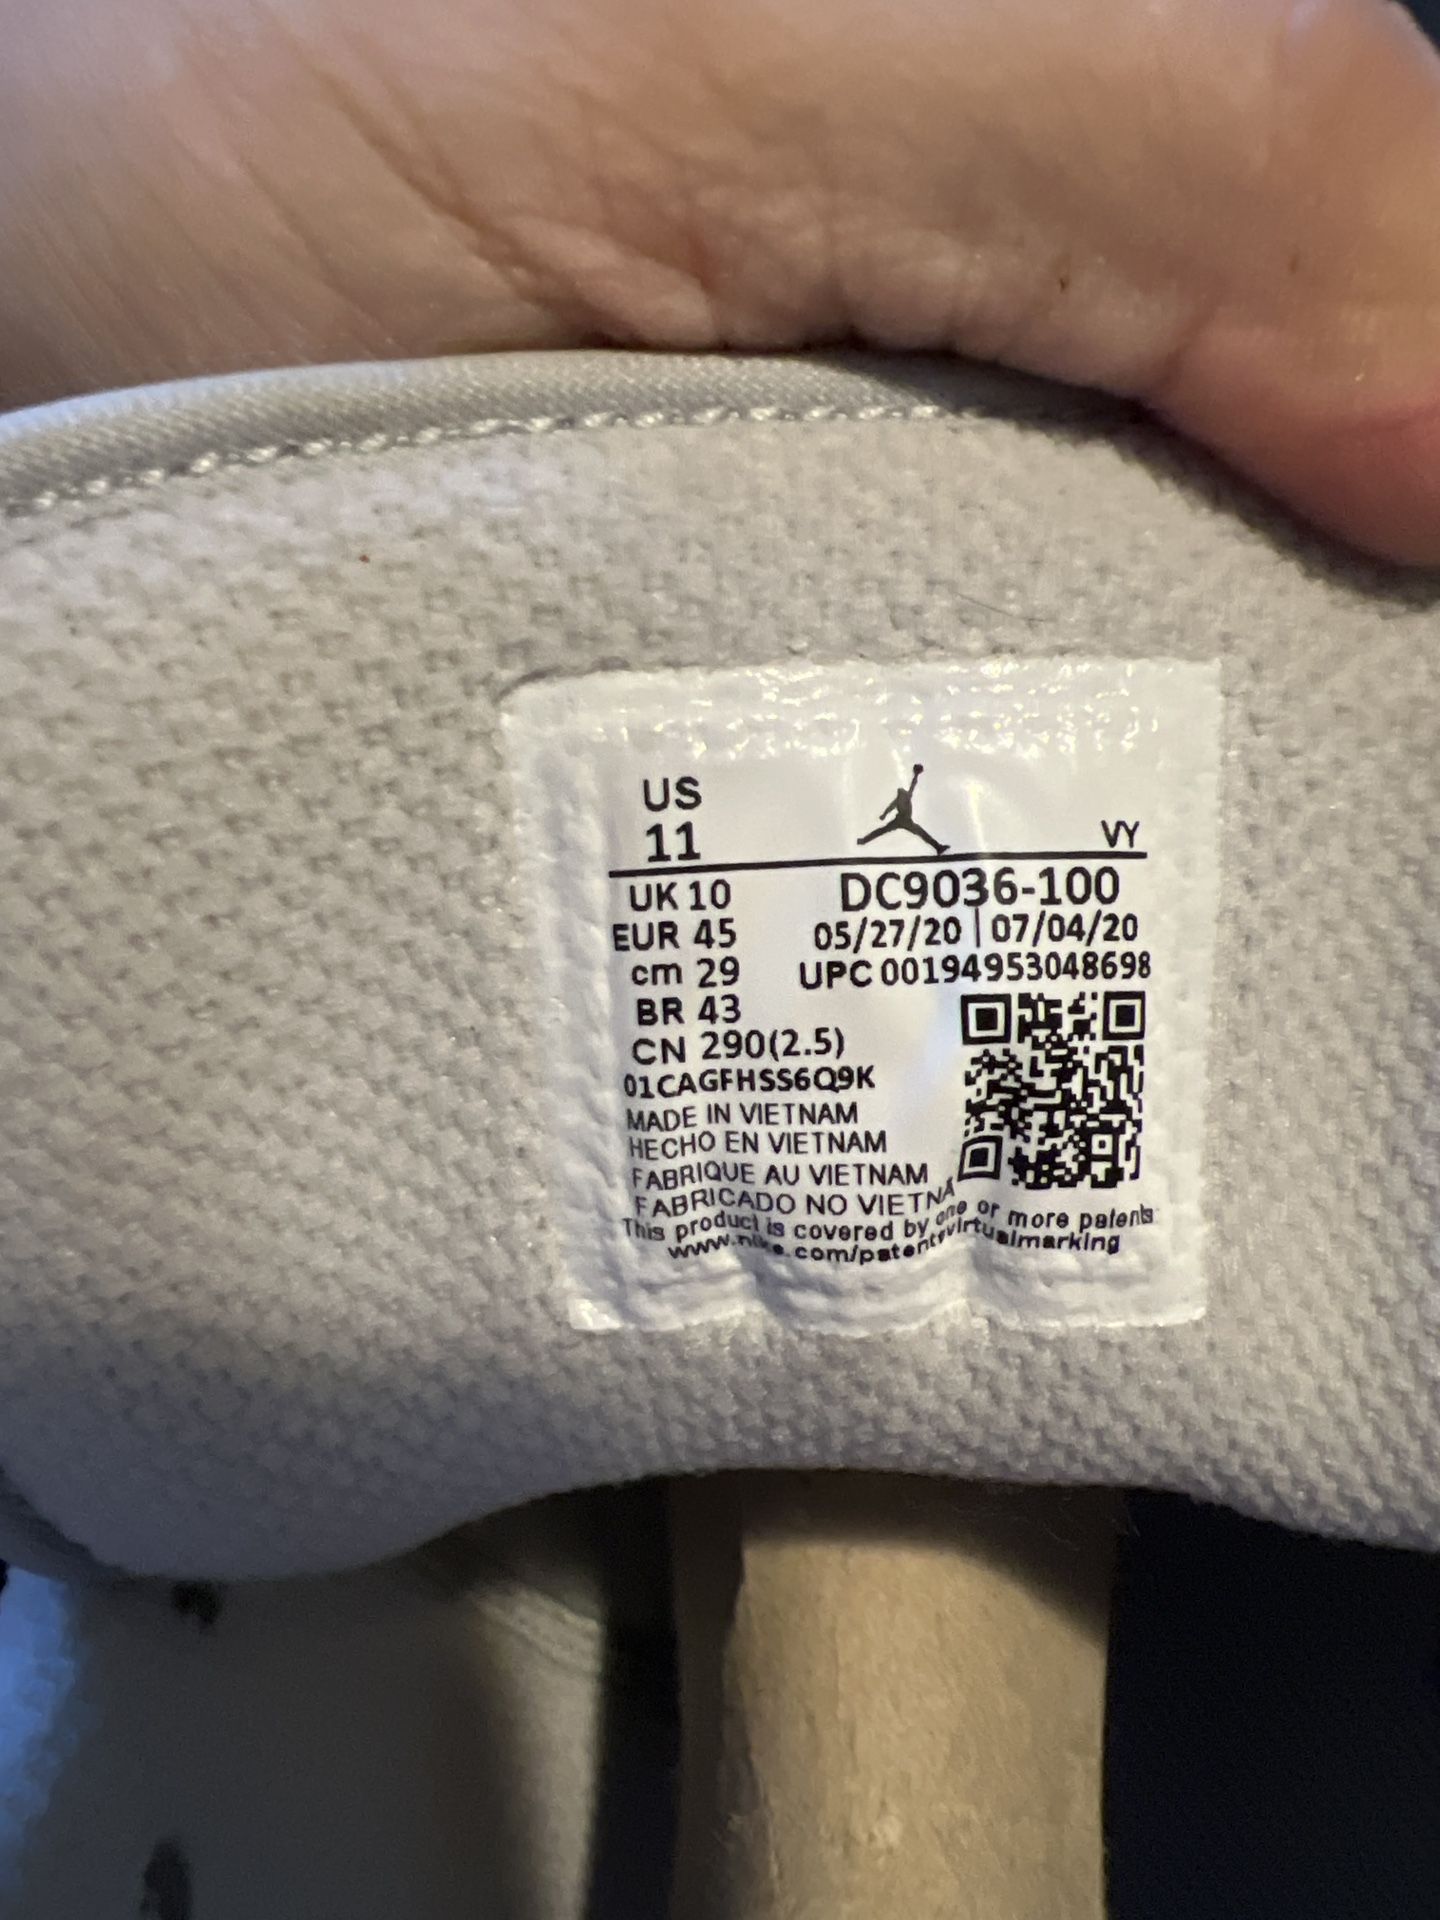 US
11
VY
UK 10
DC9036-100
EUR 45
05/27/20 | 07/04/20
cm 29
UPC 00194953048698
BR 43
CN 290(2.5)
01CAGFHSS6Q9K
MADE IN VIETNAM
HECHO EN VIETNAM
FABRIQUE AU VIETNAM
FABRICADO NO VIETNÃ
This product is covered by one or more patents
www.nike.com/patentvirtualmarking